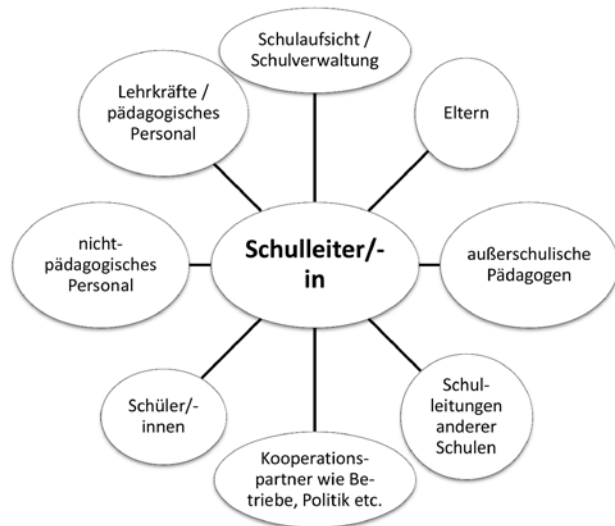 Schulaufsicht /
Schulverwaltung
Lehrkräfte /
pädagogisches
Personal
Eltern
nicht-
pädagogisches
Personal
Schulleiter/-
in
außerschulische
Pädagogen
Schüler/-
innen
Schul-
leitungen
anderer
Schulen
Kooperations-
partner wie Be-
triebe, Politik etc.